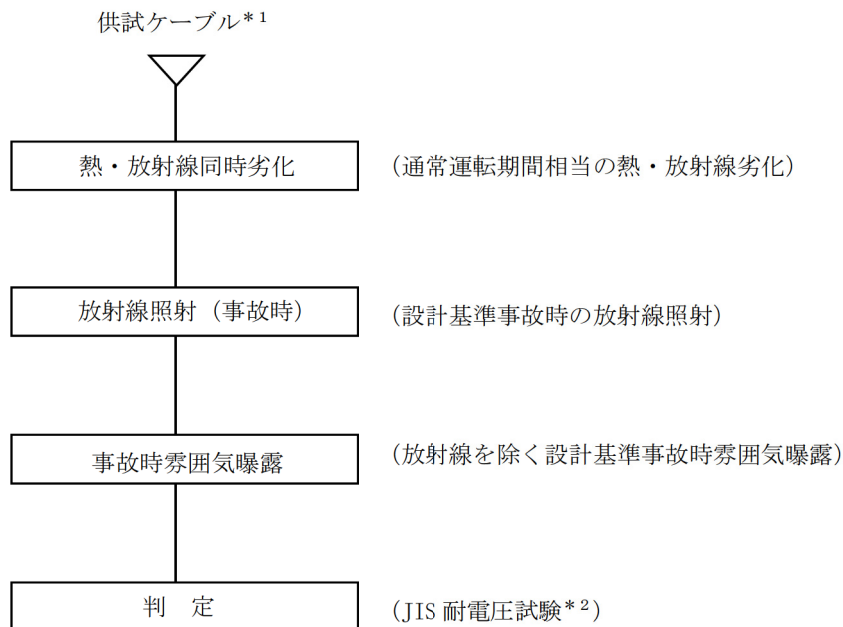 供試ケーブル*1
熱・放射線同時劣化
(通常運転期間相当の熱・放射線劣化)
放射線照射(事故時)
(設計基準事故時の放射線照射)
事故時雰囲気曝露
(放射線を除く設計基準事故時雰囲気曝露)
判 定
(JIS 耐電圧試験*2)